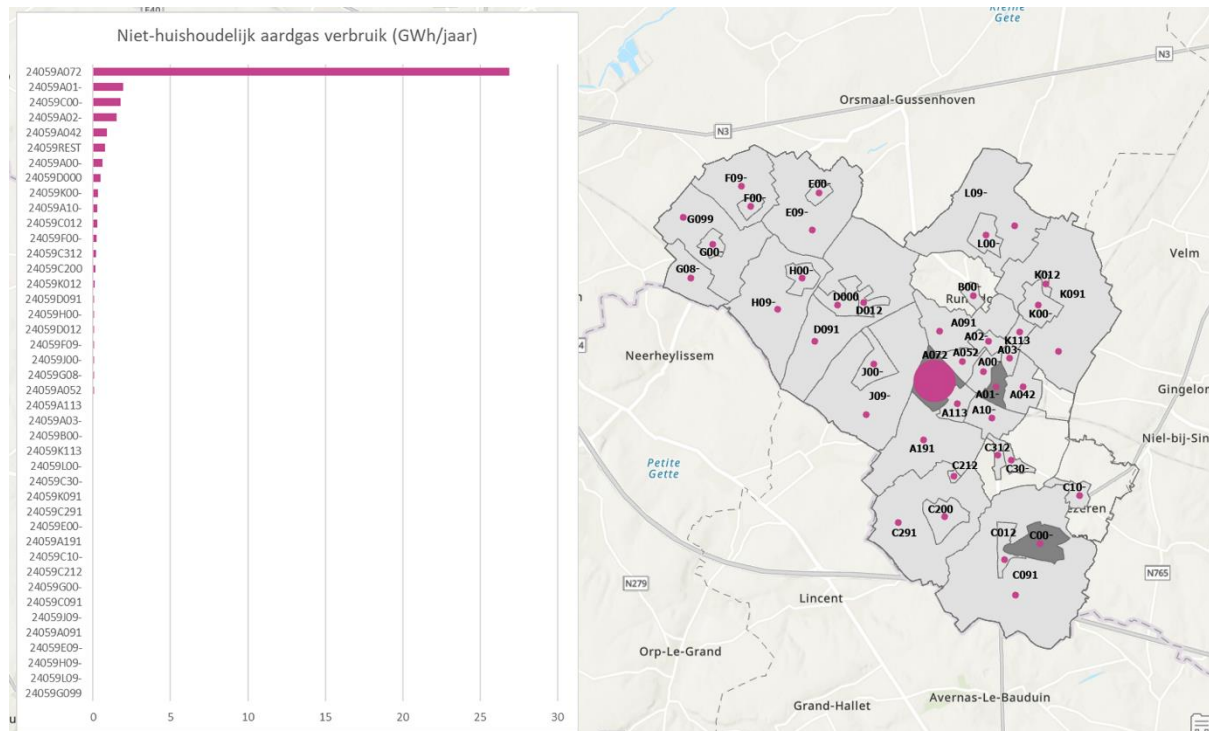 E40
Niet-huishoudelijk aardgas verbruik (GWh/jaar)
24059A072
24059A01-
24059C00-
24059A02-
24059A042
24059REST
24059A00-
24059D000
24059K00-
24059A10-
24059C012
24059F00-
24059C312
24059C200
24059K012
24059D091
24059H00-
24059D012
24059F09-
24059J00-
24059G08-
24059A052
24059A113
24059A03-
24059B00-
24059K113
24059L00-
24059C30-
24059K091
24059C291
24059E00-
24059A191
24059C10-
24059C212
24059G00-
24059C091
24059J09-
24059A091
24059E09-
24059H09-
24059L09-
24059G099
0 5 10 15 20 25 30
Kleine
Gete
N3
Orsmaal-Gussenhoven
N3
F09-
F00-
E00-
E09-
G099
G00-
G08-
L09-
L00-
Velm
H00-
H09-
D000
D012
D091
B00-
K012
K091
K00-
A091
A02-
K113
A03-
Neerheylissem
A072
A052
A00-
J00-
J09-
A01-
A042
A113
A10-
Gingelom
Niel-bij-Sin
A191
C312
C30-
C212
Petite
Gette
C10-
ezeren
C200
C291
C012
C00-
C091
N279
N765
Lincent
Orp-Le-Grand
Grand-Hallet
Avernas-Le-Bauduin